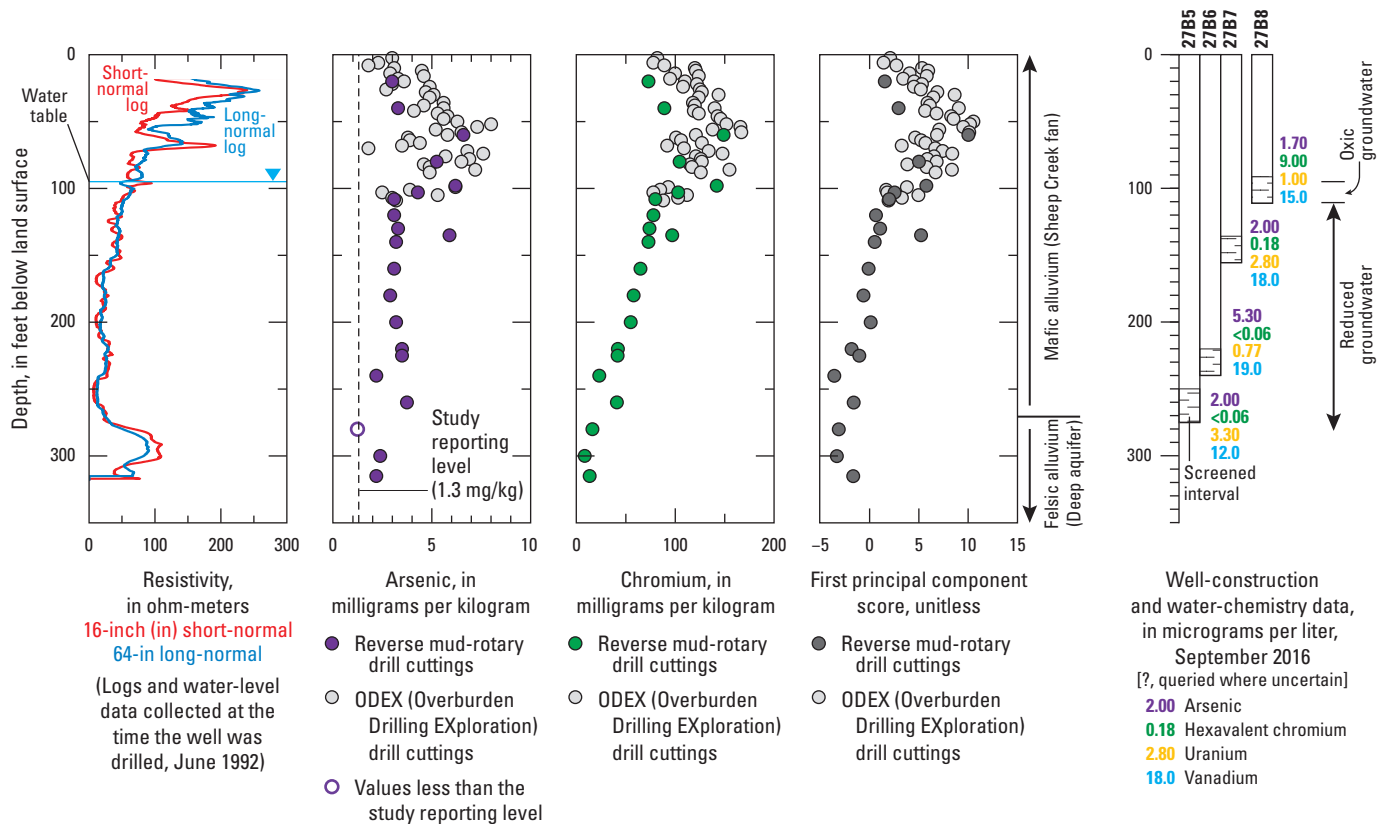 27B5
27B6
27B7
27B8
0
100
200
300
Depth, in feet below land surface
Water
table
Short-
normal
log
Long-
normal
log
0
100
200
300
Resistivity,
in ohm-meters
16-inch (in) short-normal
64-in long-normal
(Logs and water-level
data collected at the
time the well was
drilled, June 1992)
Study
reporting
level
(1.3 mg/kg)
0
5
10
Arsenic, in
milligrams per kilogram
Reverse mud-rotary
drill cuttings
ODEX (Overburden
Drilling EXploration)
drill cuttings
Values less than the
study reporting level
0
100
200
Chromium, in
milligrams per kilogram
Reverse mud-rotary
drill cuttings
ODEX (Overburden
Drilling EXploration)
drill cuttings
−5
0
5
10
15
First principal component
score, unitless
Reverse mud-rotary
drill cuttings
ODEX (Overburden
Drilling EXploration)
drill cuttings
Mafic alluvium (Sheep Creek fan)
Felsic alluvium
(Deep aquifer)
0
100
200
300
1.70
9.00
1.00
15.0
2.00
0.18
2.80
18.0
5.30
<0.06
0.77
19.0
2.00
<0.06
3.30
12.0
Screened
interval
Oxic
groundwater
Reduced
groundwater
Well-construction
and water-chemistry data,
in micrograms per liter,
September 2016
[?, queried where uncertain]
2.00 Arsenic
0.18 Hexavalent chromium
2.80 Uranium
18.0 Vanadium